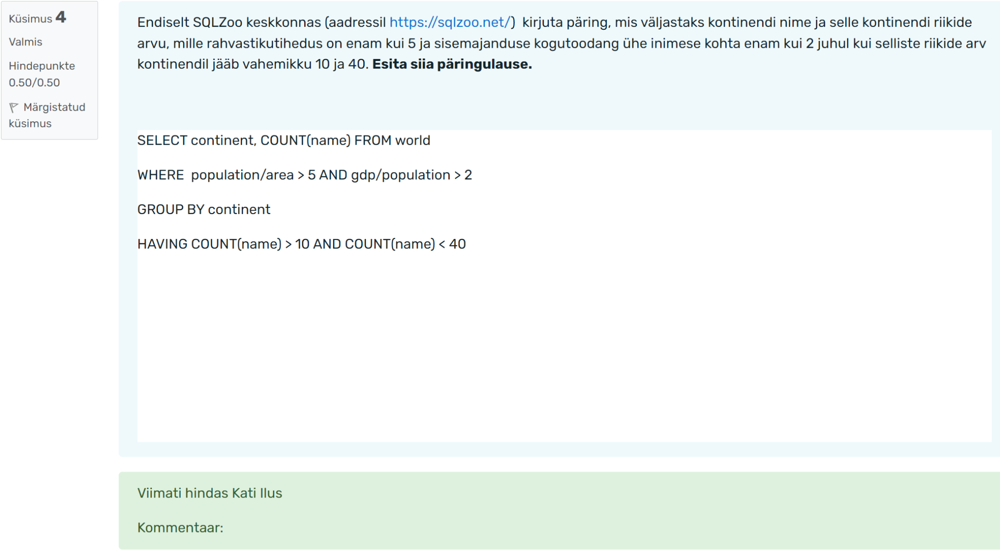 Küsimus 4
Valmis
Hindepunkte
0.50/0.50
Märgistatud
küsimus
Endiselt SQLZoo keskkonnas (aadressil https://sqlzoo.net/)  kirjuta päring, mis väljastaks kontinendi nime ja selle kontinendi riikide
arvu, mille rahvastikutihedus on enam kui 5 ja sisemajanduse kogutoodang ühe inimese kohta enam kui 2 juhul kui selliste riikide arv
kontinendil jääb vahemikku 10 ja 40. Esita siia päringulause.
SELECT continent, COUNT(name) FROM world
WHERE  population/area > 5 AND gdp/population > 2
GROUP BY continent
HAVING COUNT(name) > 10 AND COUNT(name) < 40
Viimati hindas Kati Ilus
Kommentaar: